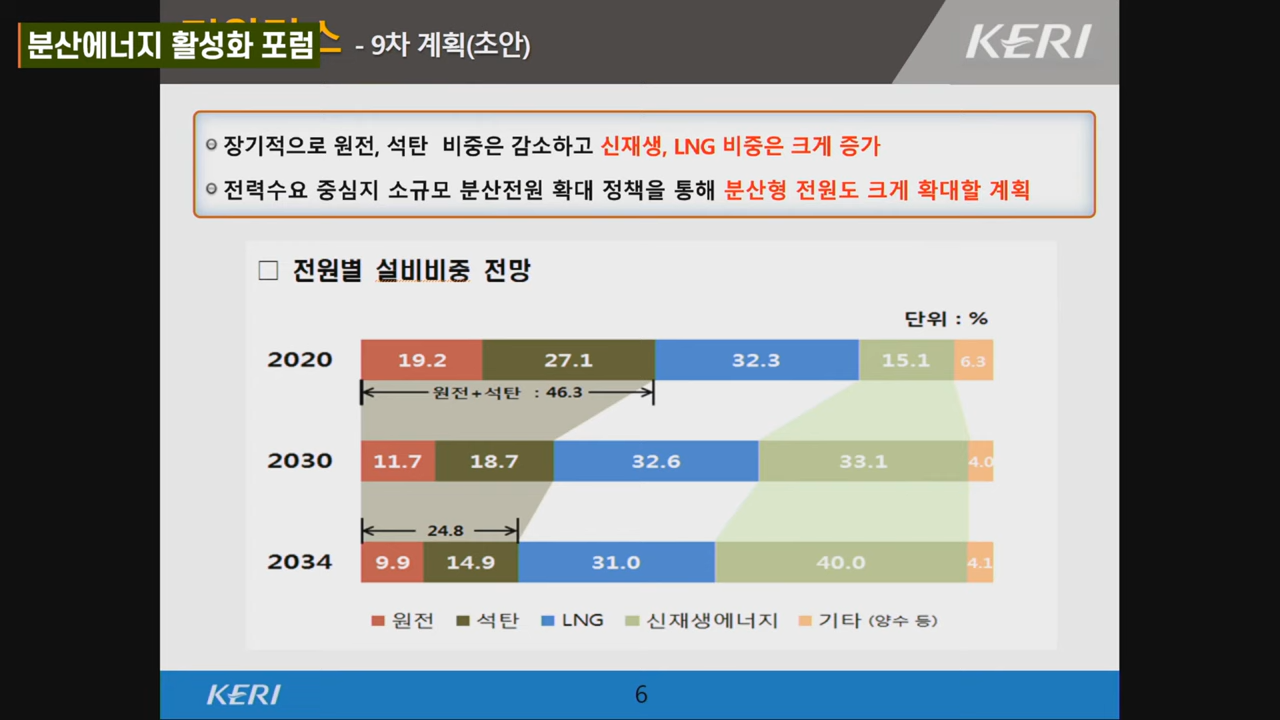 분산에너지 활성화 포럼
- 9차 계획(초안)
KERI
장기적으로 원전, 석탄 비중은 감소하고 신재생, LNG 비중은 크게 증가
전력수요 중심지 소규모 분산전원 확대 정책을 통해 분산형 전원도 크게 확대할 계획
□ 전원별 설비비중 전망
단위 : %
2020 19.2 27.1 32.3 15.1 6.3
원전+석탄 : 46.3
2030 11.7 18.7 32.6 33.1 4.0
24.8
2034 9.9 14.9 31.0 40.0 4.1
원전 석탄 LNG 신재생에너지 기타 (양수 등)
KERI 6